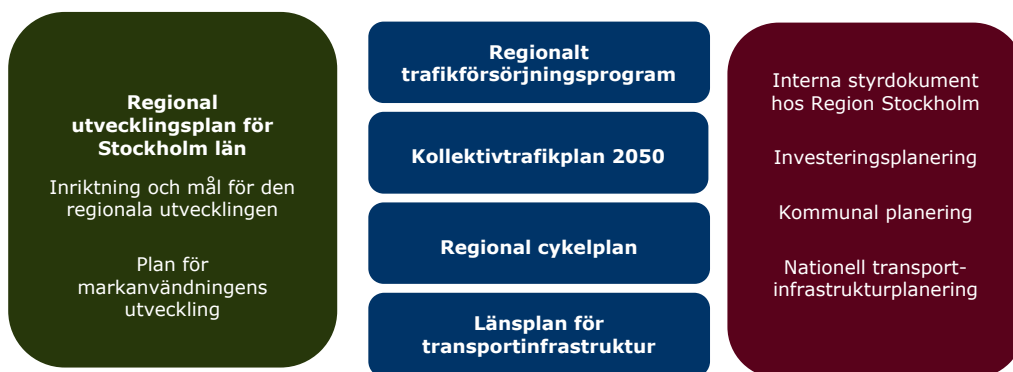 Regional
utvecklingsplan för
Stockholm län
Inriktning och mål för den
regionala utvecklingen
Plan för
markanvändningens
utveckling
Regionalt
trafikförsörjningsprogram
Kollektivtrafikplan 2050
Regional cykelplan
Länsplan för
transportinfrastruktur
Interna styrdokument
hos Region Stockholm
Investeringsplanering
Kommunal planering
Nationell transport-
infrastrukturplanering